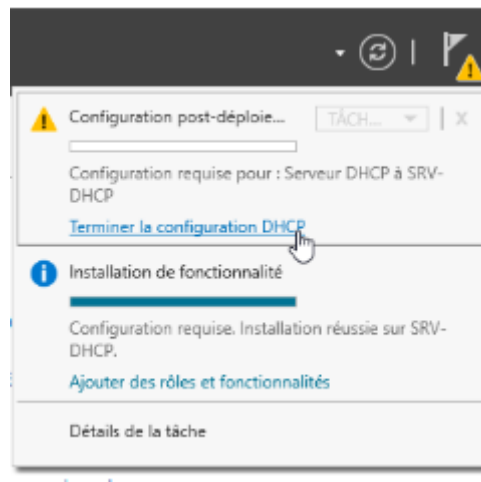 Configuration post-déploie...
TÂCH...
X
Configuration requise pour : Serveur DHCP à SRV-
DHCP
Terminer la configuration DHCP
Installation de fonctionnalité
Configuration requise. Installation réussie sur SRV-
DHCP.
Ajouter des rôles et fonctionnalités
Détails de la tâche